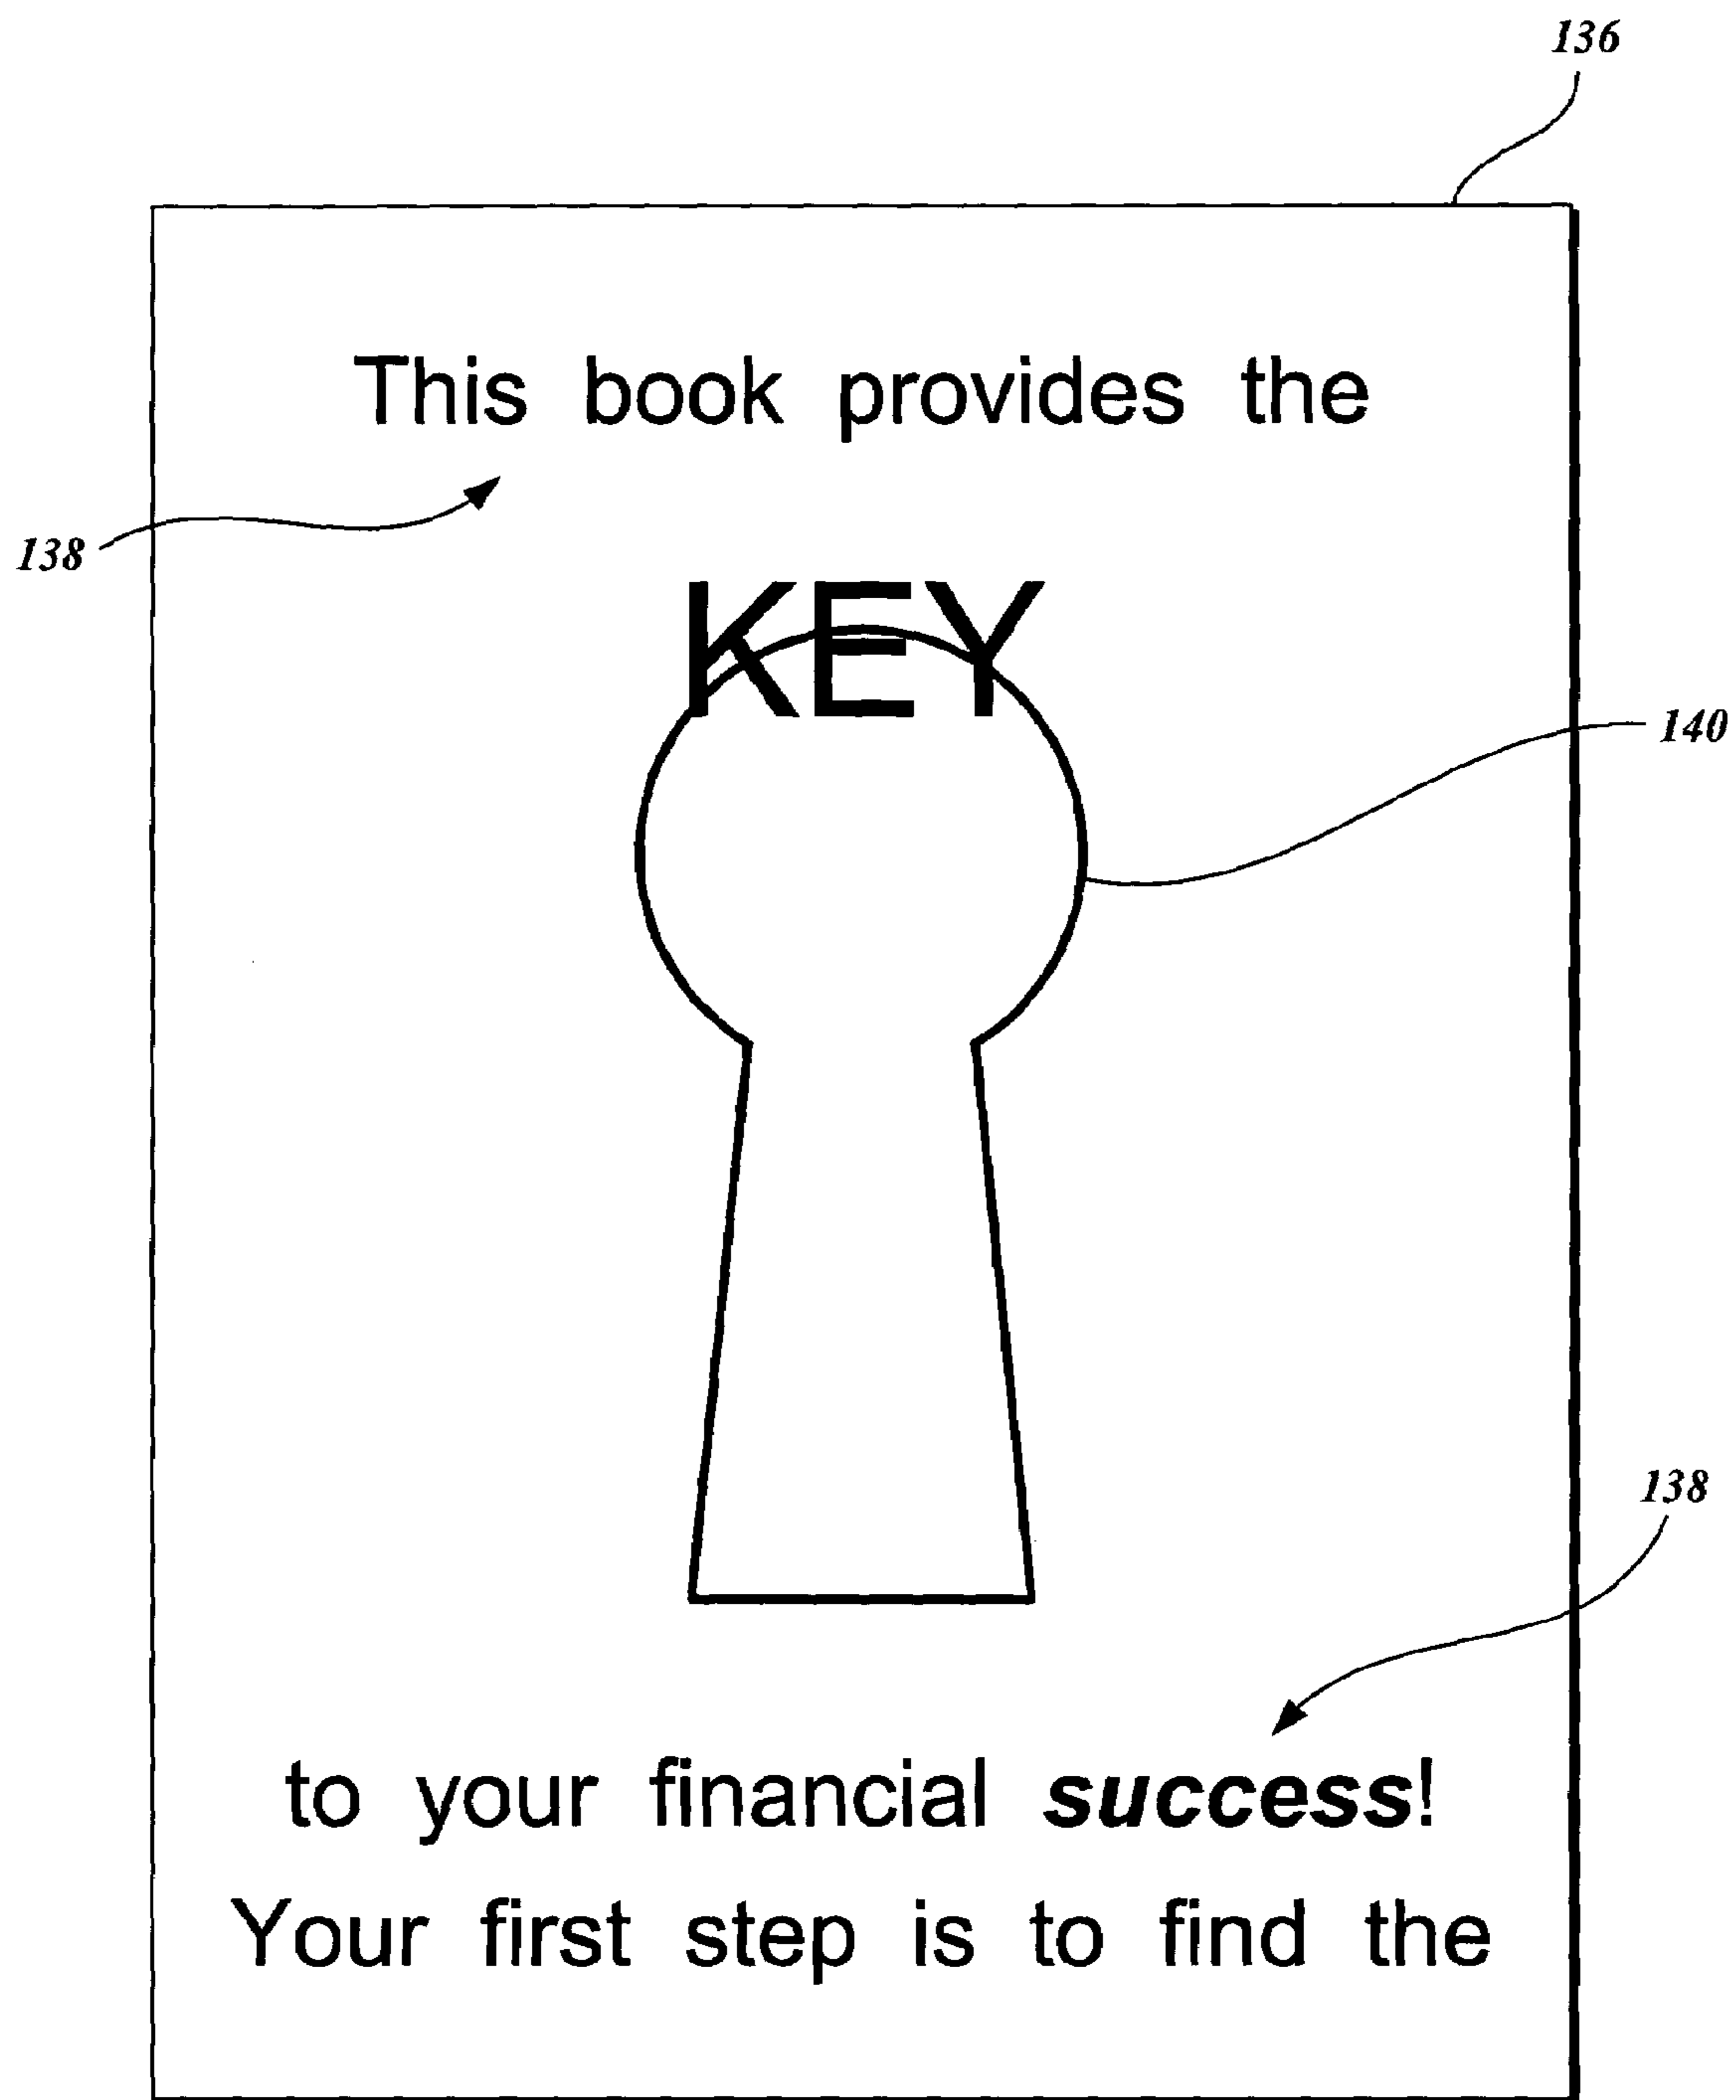 136
This book provides the
138
KEY
140
138
to your financial success!
Your first step is to find the